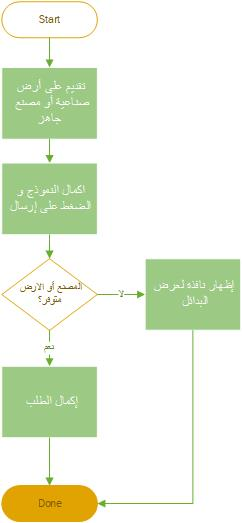 Start
تقديم على أرض
صناعية أو مصنع
جاهز
اكمال النموذج و
الضغط على إرسال
المصنع أو الارض
متوفر؟
لا
إظهار نافذة لعرض
البدائل
نعم
إكمال الطلب
Done